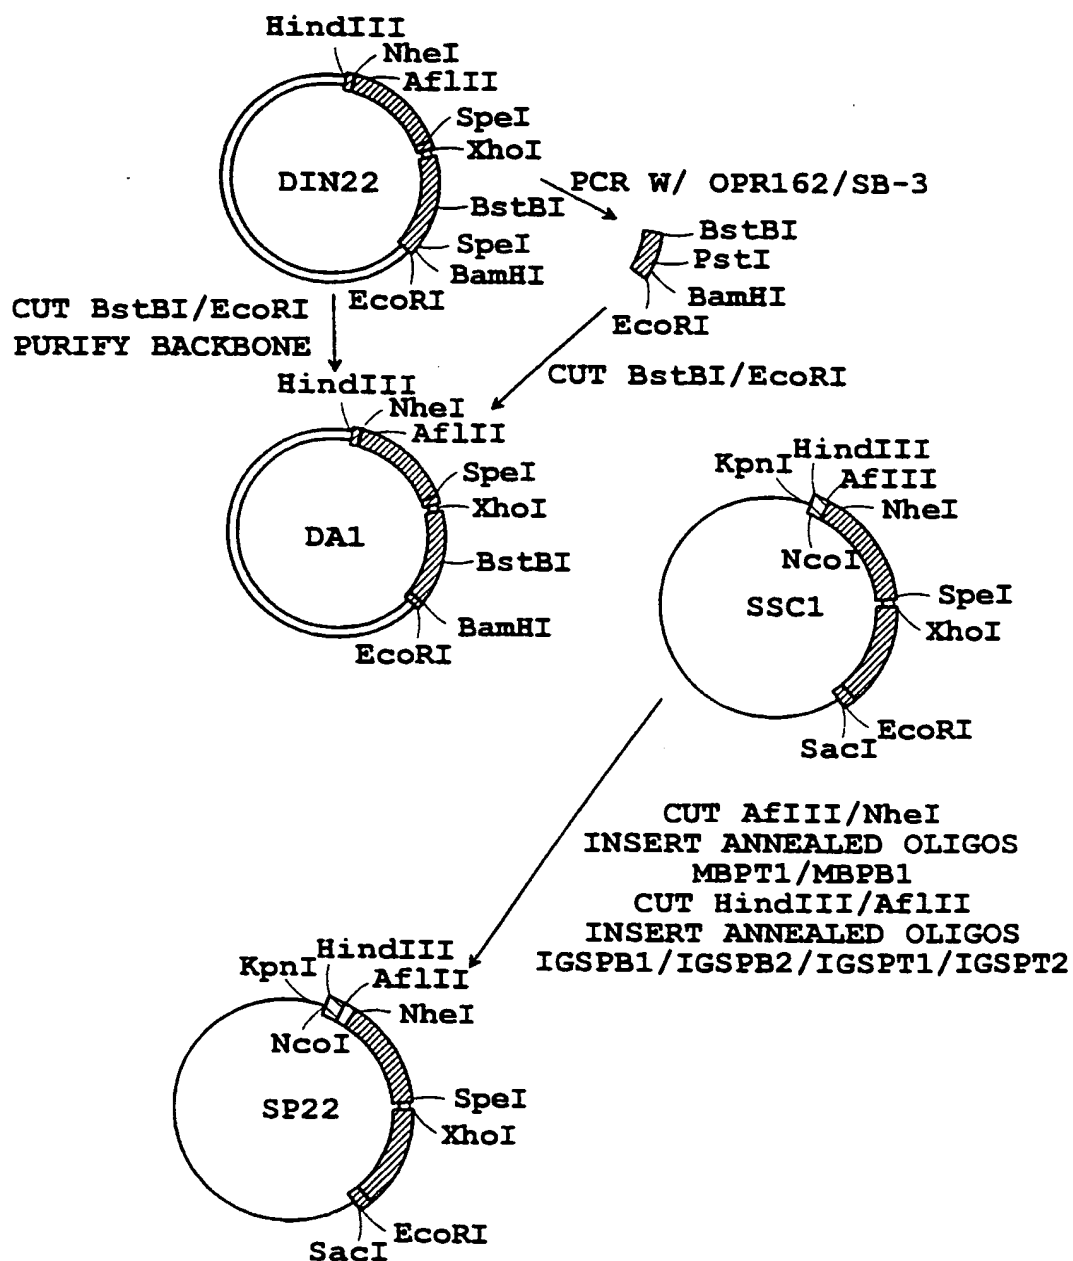 HindIII
NheI
AflII
SpeI
XhoI
DIN22
BstBI
SpeI
BamHI
EcoRI
PCR W/ OPR162/SB-3
BstBI
PstI
BamHI
EcoRI
CUT BstBI/EcoRI
PURIFY BACKBONE
CUT BstBI/EcoRI
HindIII
NheI
AflII
SpeI
XhoI
DA1
BstBI
BamHI
EcoRI
HindIII
KpnI
AfIII
NheI
NcoI
SSC1
SpeI
XhoI
EcoRI
SacI
CUT AfIII/NheI
INSERT ANNEALED OLIGOS
MBPT1/MBPB1
CUT HindIII/AflII
INSERT ANNEALED OLIGOS
IGSPB1/IGSPB2/IGSPT1/IGSPT2
HindIII
KpnI
AflII
NheI
NcoI
SP22
SpeI
XhoI
EcoRI
SacI